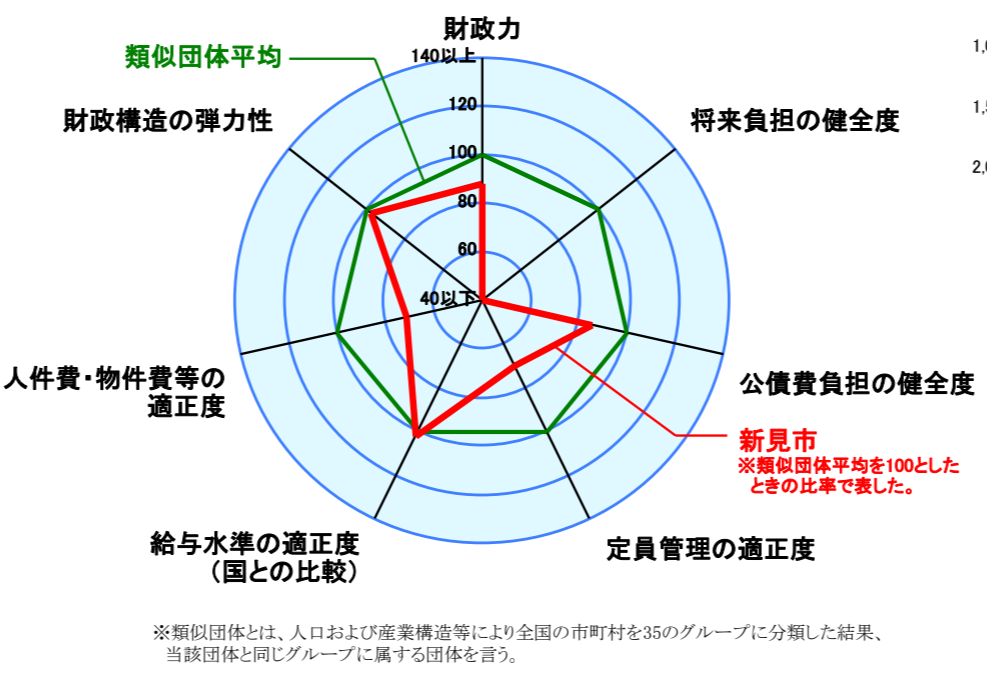 財政力
140以上
類似団体平均
120
財政構造の弾力性
将来負担の健全度
100
80
60
40以下
人件費・物件費等の
適正度
公債費負担の健全度
新見市
※類似団体平均を100とした
ときの比率で表した。
給与水準の適正度
（国との比較）
定員管理の適正度
※類似団体とは、人口および産業構造等により全国の市町村を35のグループに分類した結果、
当該団体と同じグループに属する団体を言う。